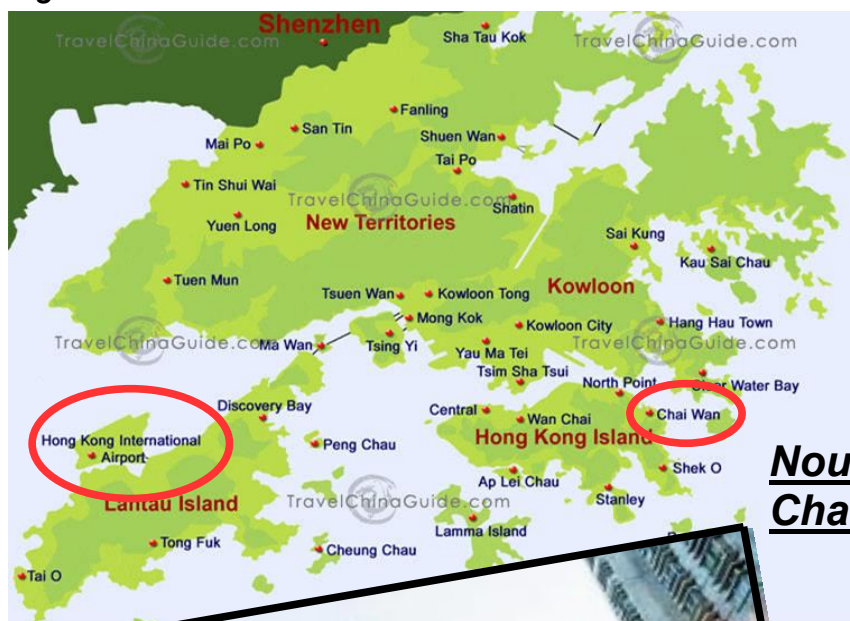 Shenzhen
TravelChinaGuide.com
Sha Tau Kok
TravelChinaGuide.com
Fanling
San Tin
Shuen Wan
Mai Po
Tai Po
Tin Shui Wai
TravelChinaGuide.com
Shatin
Yuen Long
New Territories
Sai Kung
Kau Sai Chau
Tuen Mun
Kowloon
Tsuen Wan
Kowloon Tong
Mong Kok
Kowloon City
Hang Hau Town
TravelChinaGuide.com
Ma Wan
Tsing Yi
Yau Ma Tei
TravelChinaGuide.com
Tsim Sha Tsui
North Point
Clear Water Bay
Discovery Bay
Central
Wan Chai
Chai Wan
Hong Kong International
Airport
Peng Chau
Hong Kong Island
Ap Lei Chau
Shek O
Nou
Lantau Island
TravelChinaGuide.com
Stanley
Cha
Lamma Island
Tong Fuk
Cheung Chau
Tai O